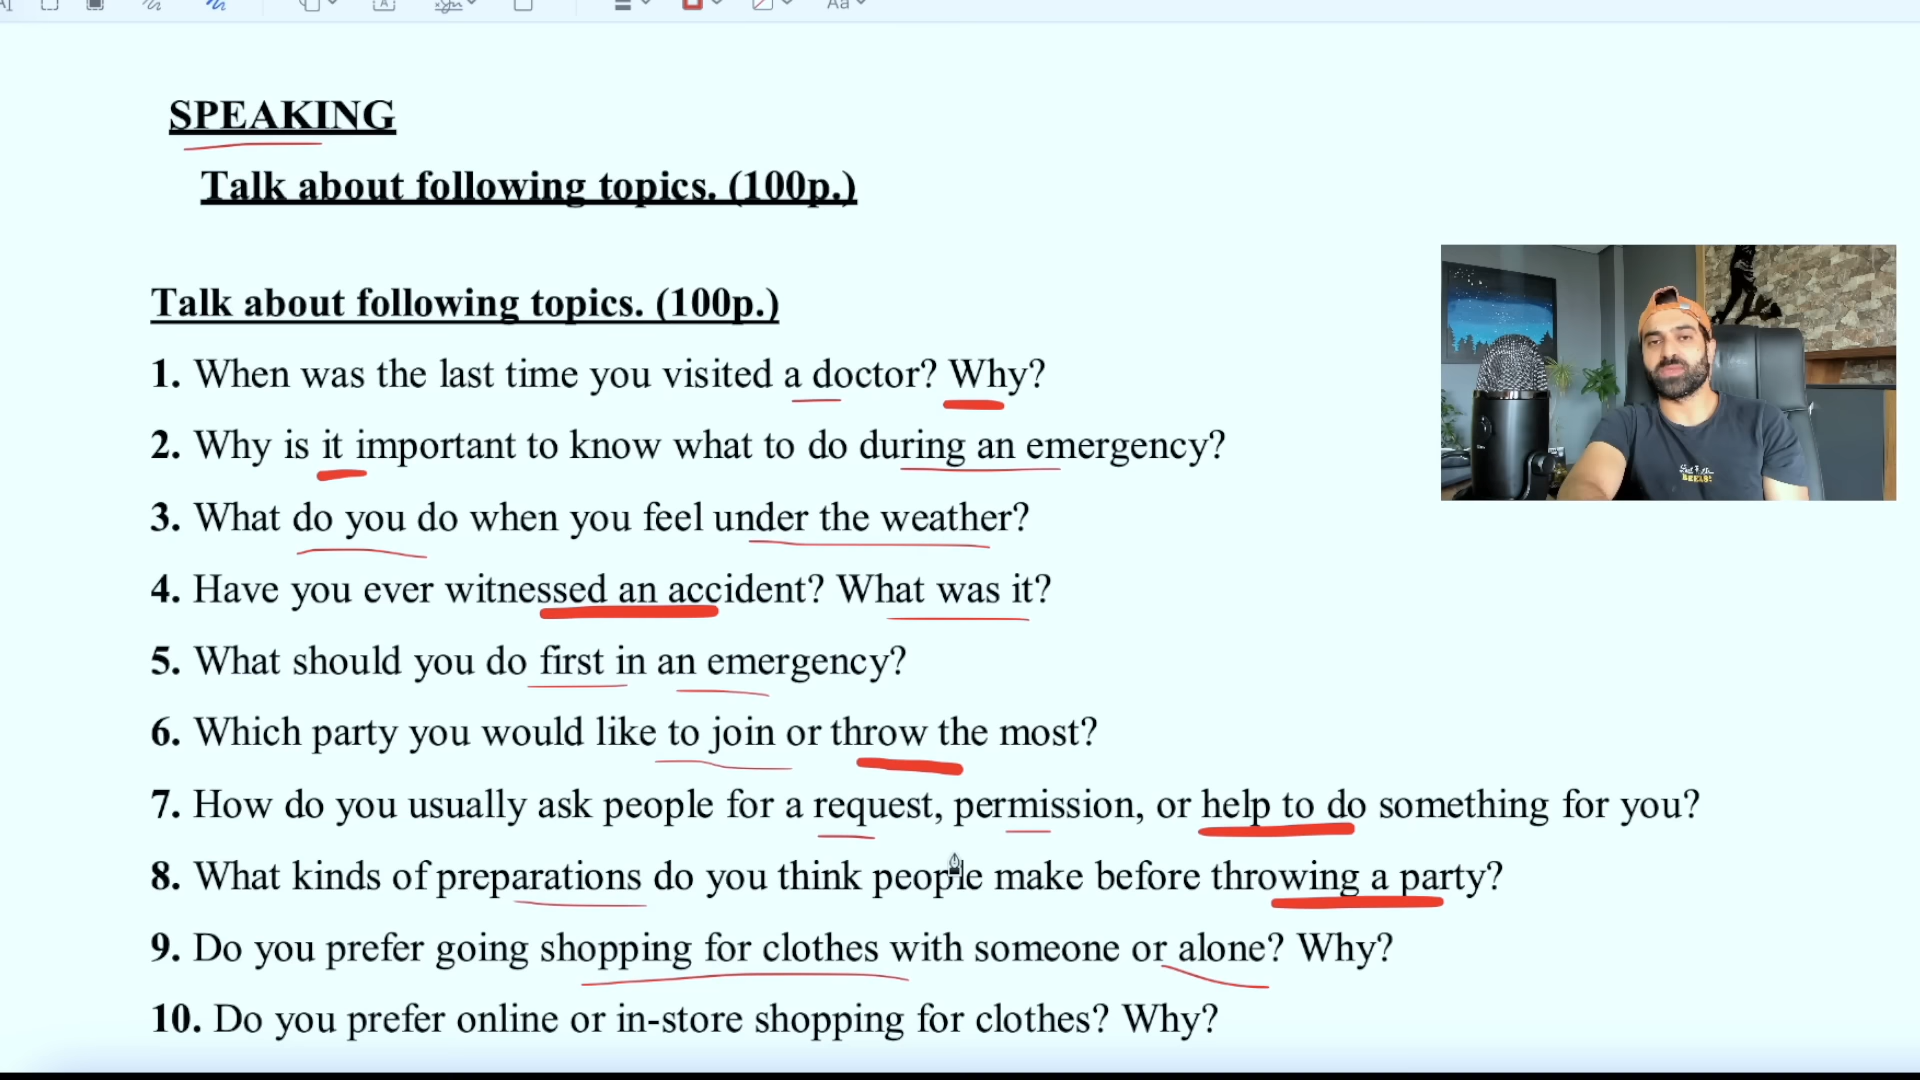 Aa
SPEAKING
Talk about following topics. (100p.)
Talk about following topics. (100p.)
1. When was the last time you visited a doctor? Why?
2. Why is it important to know what to do during an emergency?
3. What do you do when you feel under the weather?
4. Have you ever witnessed an accident? What was it?
5. What should you do first in an emergency?
6. Which party you would like to join or throw the most?
7. How do you usually ask people for a request, permission, or help to do something for you?
8. What kinds of preparations do you think people make before throwing a party?
9. Do you prefer going shopping for clothes with someone or alone? Why?
10. Do you prefer online or in-store shopping for clothes? Why?